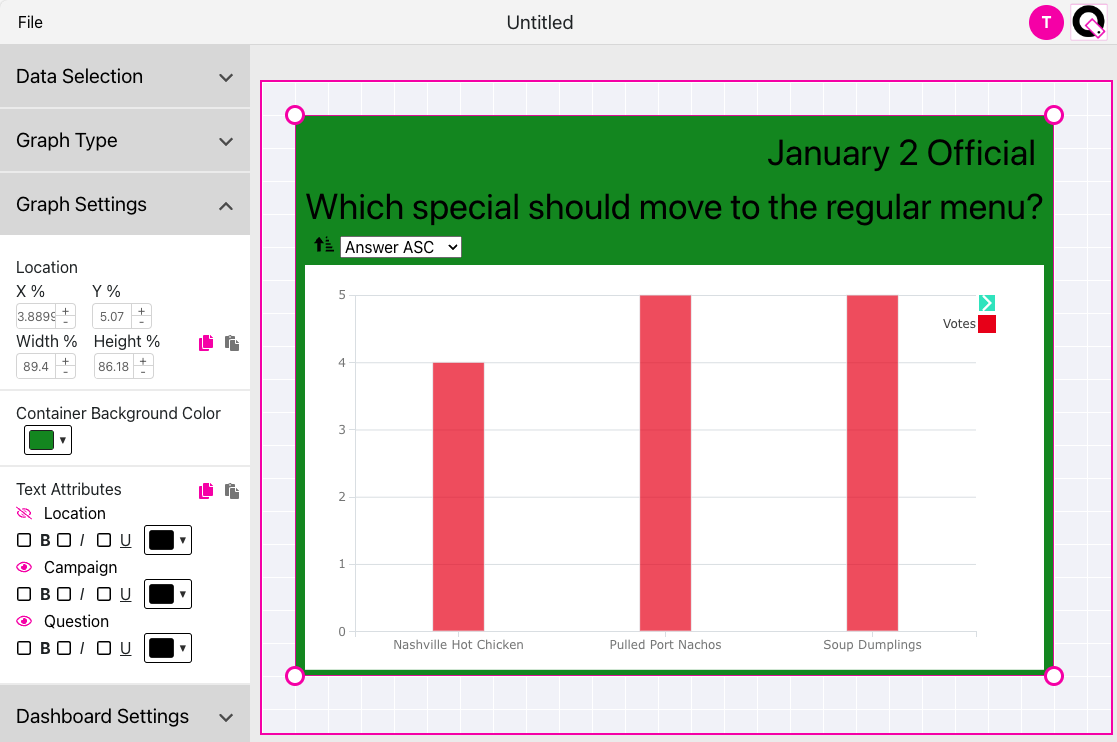 File
Untitled
T
Data Selection
Graph Type
Graph Settings
Location
X % Y %
3.8899 + - 5.07 + -
Width % Height %
89.4 + - 86.18 + -
Container Background Color
Text Attributes
Location
B I U
Campaign
B I U
Question
B I U
Dashboard Settings
January 2 Official
Which special should move to the regular menu?
Answer ASC
5
4
3
2
1
0
Votes
Nashville Hot Chicken
Pulled Port Nachos
Soup Dumplings